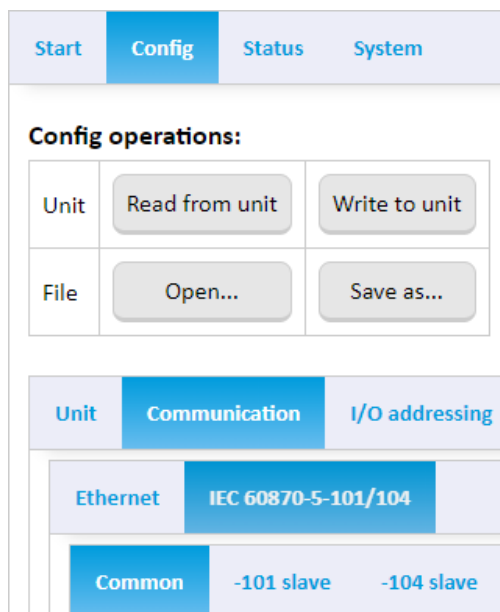 Start Config Status System
Config operations:
Unit Read from unit Write to unit
File Open... Save as...
Unit Communication I/O addressing
Ethernet IEC 60870-5-101/104
Common -101 slave -104 slave